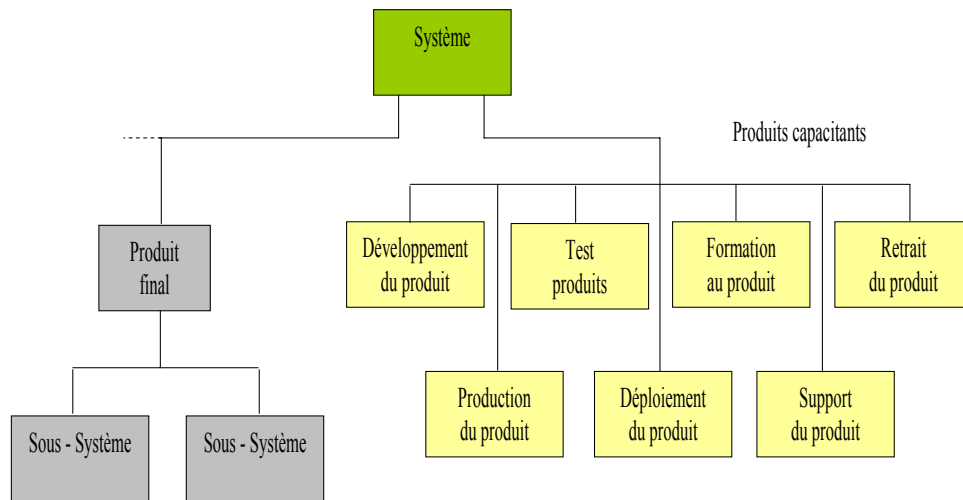 Système
Produits capacitants
Produit
final
Développement
du produit
Test
produits
Formation
au produit
Retrait
du produit
Production
du produit
Déploiement
du produit
Support
du produit
Sous - Système
Sous - Système